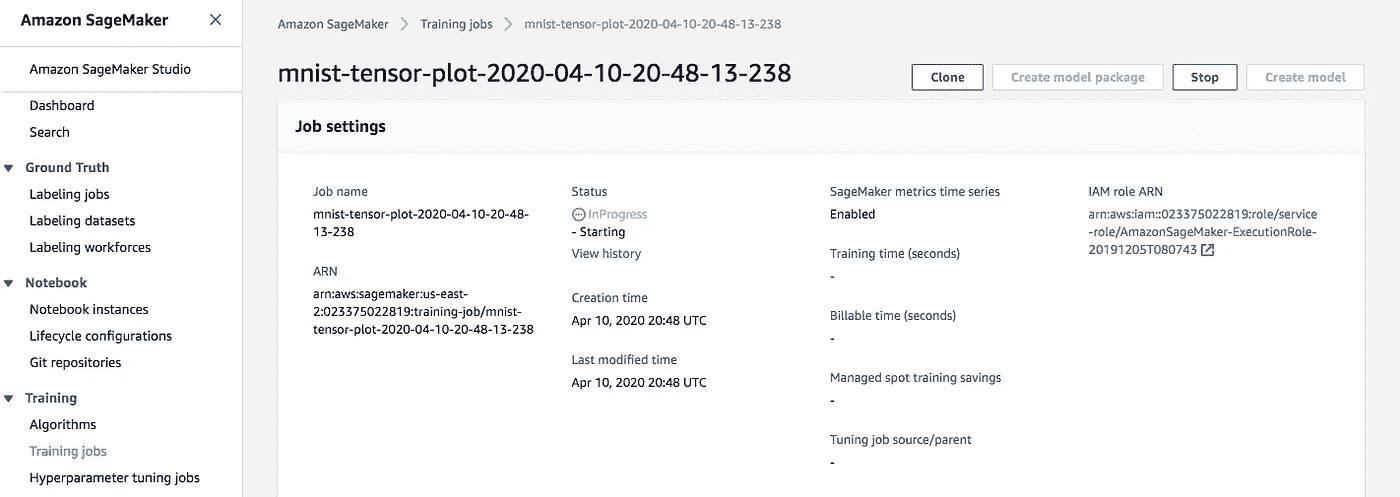 Amazon SageMaker
Amazon SageMaker Studio
Dashboard
Search
Ground Truth
Labeling jobs
Labeling datasets
Labeling workforces
Notebook
Notebook instances
Lifecycle configurations
Git repositories
Training
Algorithms
Training jobs
Hyperparameter tuning jobs
Amazon SageMaker
Training jobs
mnist-tensor-plot-2020-04-10-20-48-13-238
mnist-tensor-plot-2020-04-10-20-48-13-238
Clone
Create model package
Stop
Create model
Job settings
Job name
mnist-tensor-plot-2020-04-10-20-48-
13-238
ARN
arn:aws:sagemaker:us-east-
2:023375022819:training-job/mnist-
tensor-plot-2020-04-10-20-48-13-238
Status
InProgress
- Starting
View history
Creation time
Apr 10, 2020 20:48 UTC
Last modified time
Apr 10, 2020 20:48 UTC
SageMaker metrics time series
Enabled
Training time (seconds)
-
Billable time (seconds)
-
Managed spot training savings
-
Tuning job source/parent
-
IAM role ARN
arn:aws:iam::023375022819:role/service
-role/AmazonSageMaker-ExecutionRole-
20191205T080743